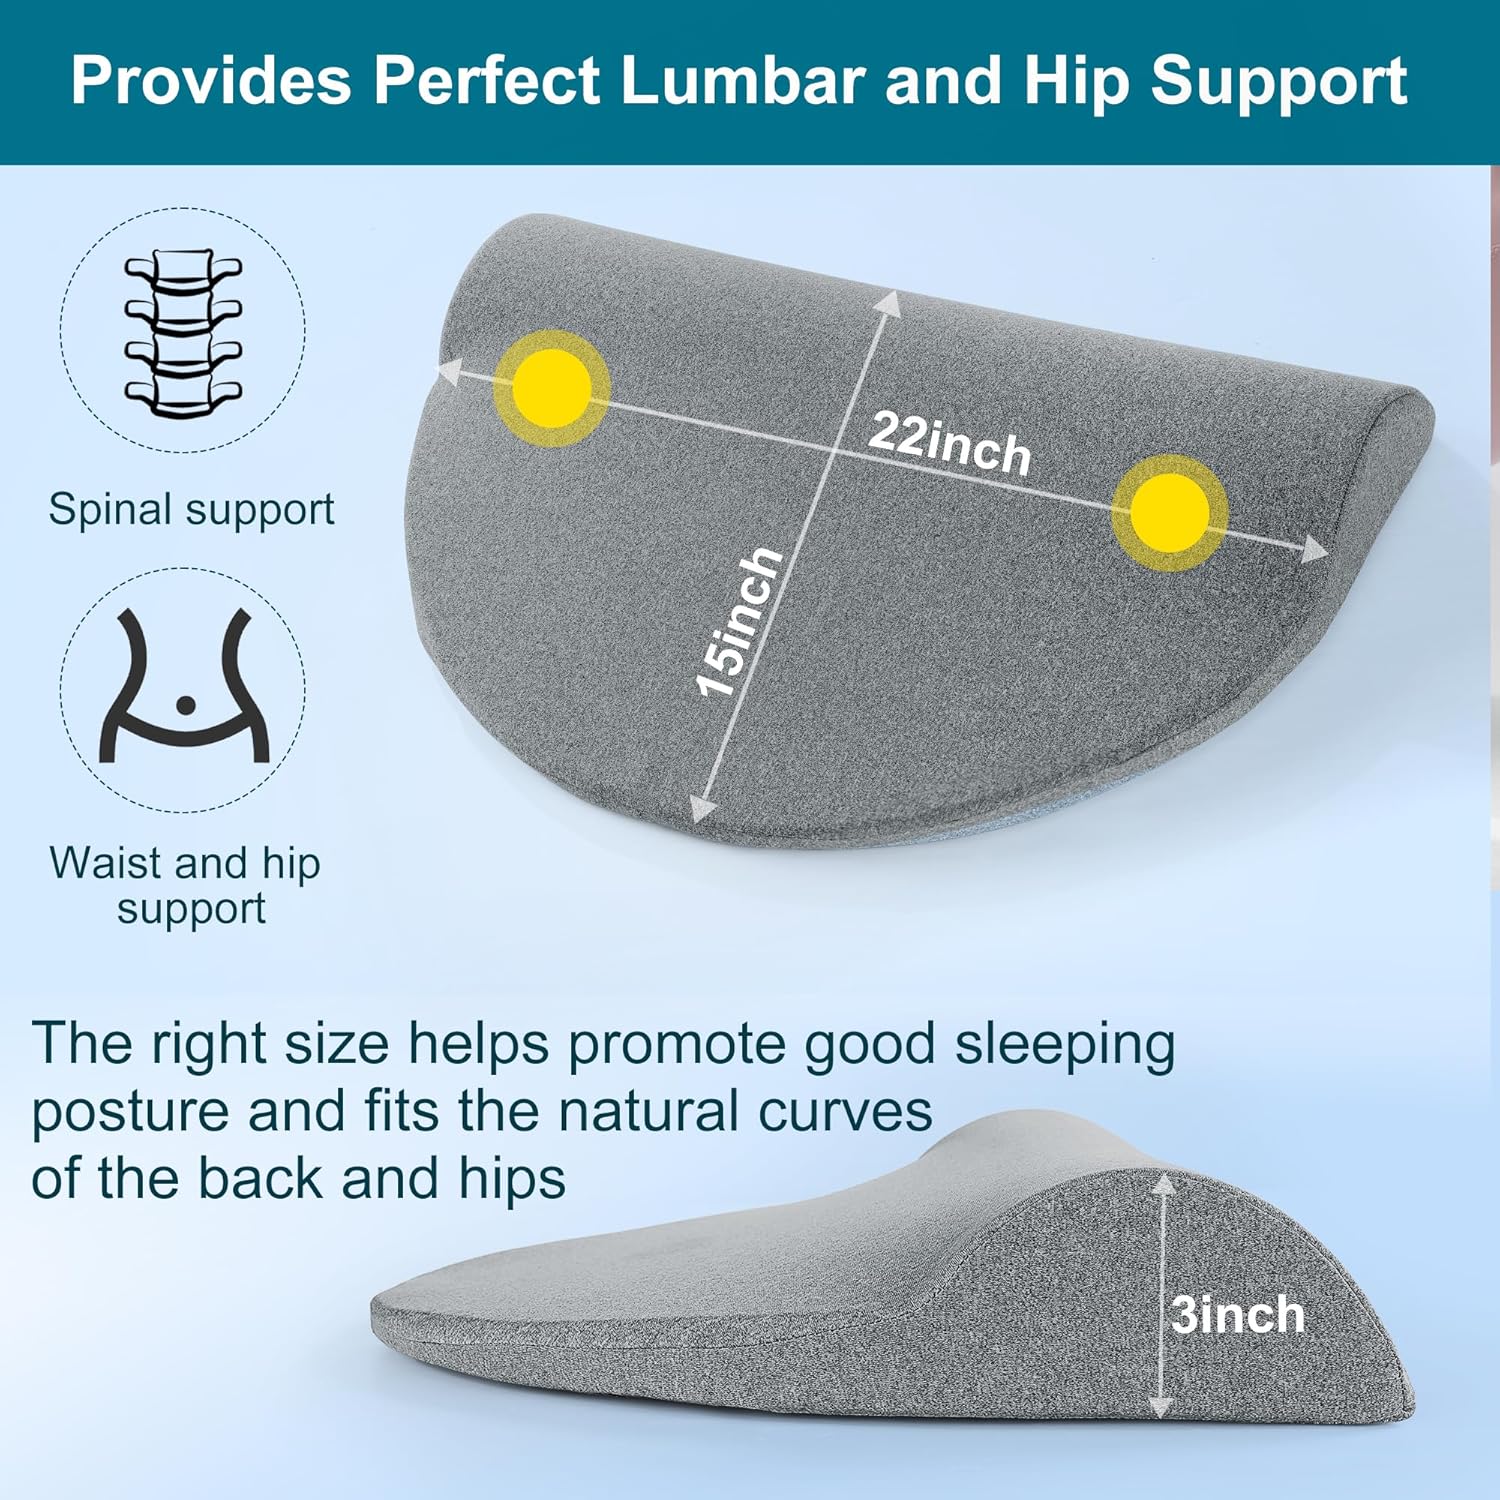 Provides Perfect Lumbar and Hip Support
Spinal support
22inch
15inch
Waist and hip
support
The right size helps promote good sleeping
posture and fits the natural curves
of the back and hips
3inch